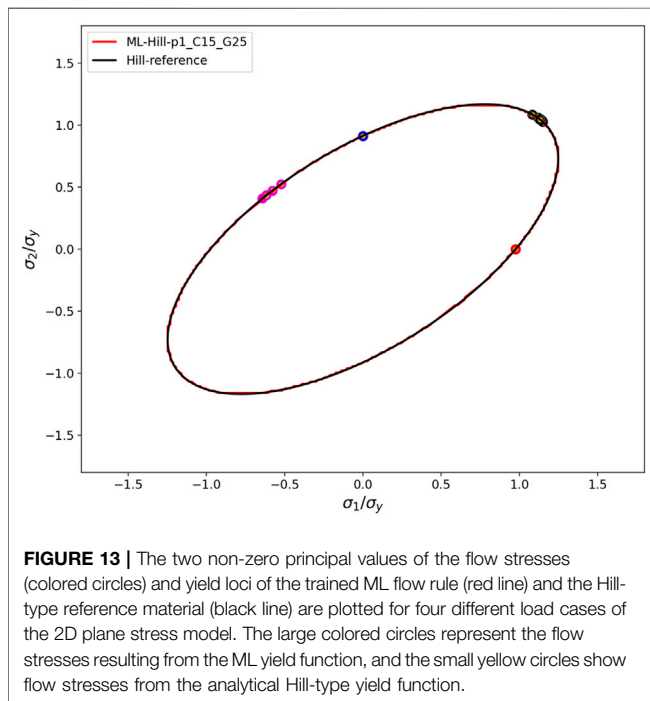 ML-Hill-p1_C15_G25
Hill-reference
1.5
1.0
0.5
0.0
−0.5
−1.0
−1.5
σ2/σy
−1.5 −1.0 −0.5 0.0 0.5 1.0 1.5
σ1/σy
FIGURE 13 | The two non-zero principal values of the flow stresses
(colored circles) and yield loci of the trained ML flow rule (red line) and the Hill-
type reference material (black line) are plotted for four different load cases of
the 2D plane stress model. The large colored circles represent the flow
stresses resulting from the ML yield function, and the small yellow circles show
flow stresses from the analytical Hill-type yield function.